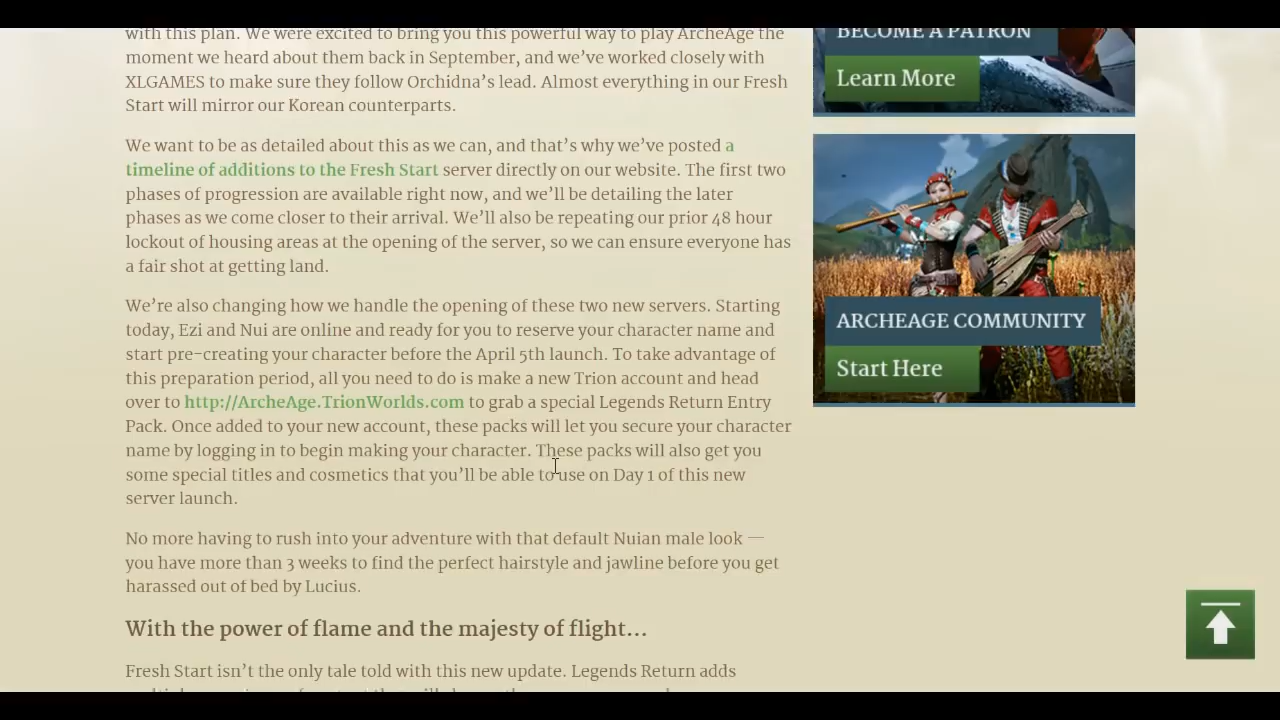 with this plan. We were excited to bring you this powerful way to play ArcheAge the
moment we heard about them back in September, and we’ve worked closely with
XLGAMES to make sure they follow Orchidna’s lead. Almost everything in our Fresh
Start will mirror our Korean counterparts.
We want to be as detailed about this as we can, and that’s why we’ve posted a
timeline of additions to the Fresh Start server directly on our website. The first two
phases of progression are available right now, and we’ll be detailing the later
phases as we come closer to their arrival. We’ll also be repeating our prior 48 hour
lockout of housing areas at the opening of the server, so we can ensure everyone has
a fair shot at getting land.
We’re also changing how we handle the opening of these two new servers. Starting
today, Ezi and Nui are online and ready for you to reserve your character name and
start pre-creating your character before the April 5th launch. To take advantage of
this preparation period, all you need to do is make a new Trion account and head
over to http://ArcheAge.TrionWorlds.com to grab a special Legends Return Entry
Pack. Once added to your new account, these packs will let you secure your character
name by logging in to begin making your character. These packs will also get you
some special titles and cosmetics that you’ll be able to use on Day 1 of this new
server launch.
No more having to rush into your adventure with that default Nuian male look —
you have more than 3 weeks to find the perfect hairstyle and jawline before you get
harassed out of bed by Lucius.
With the power of flame and the majesty of flight…
Fresh Start isn’t the only tale told with this new update. Legends Return adds
BECOME A PATRON
Learn More
ARCHEAGE COMMUNITY
Start Here